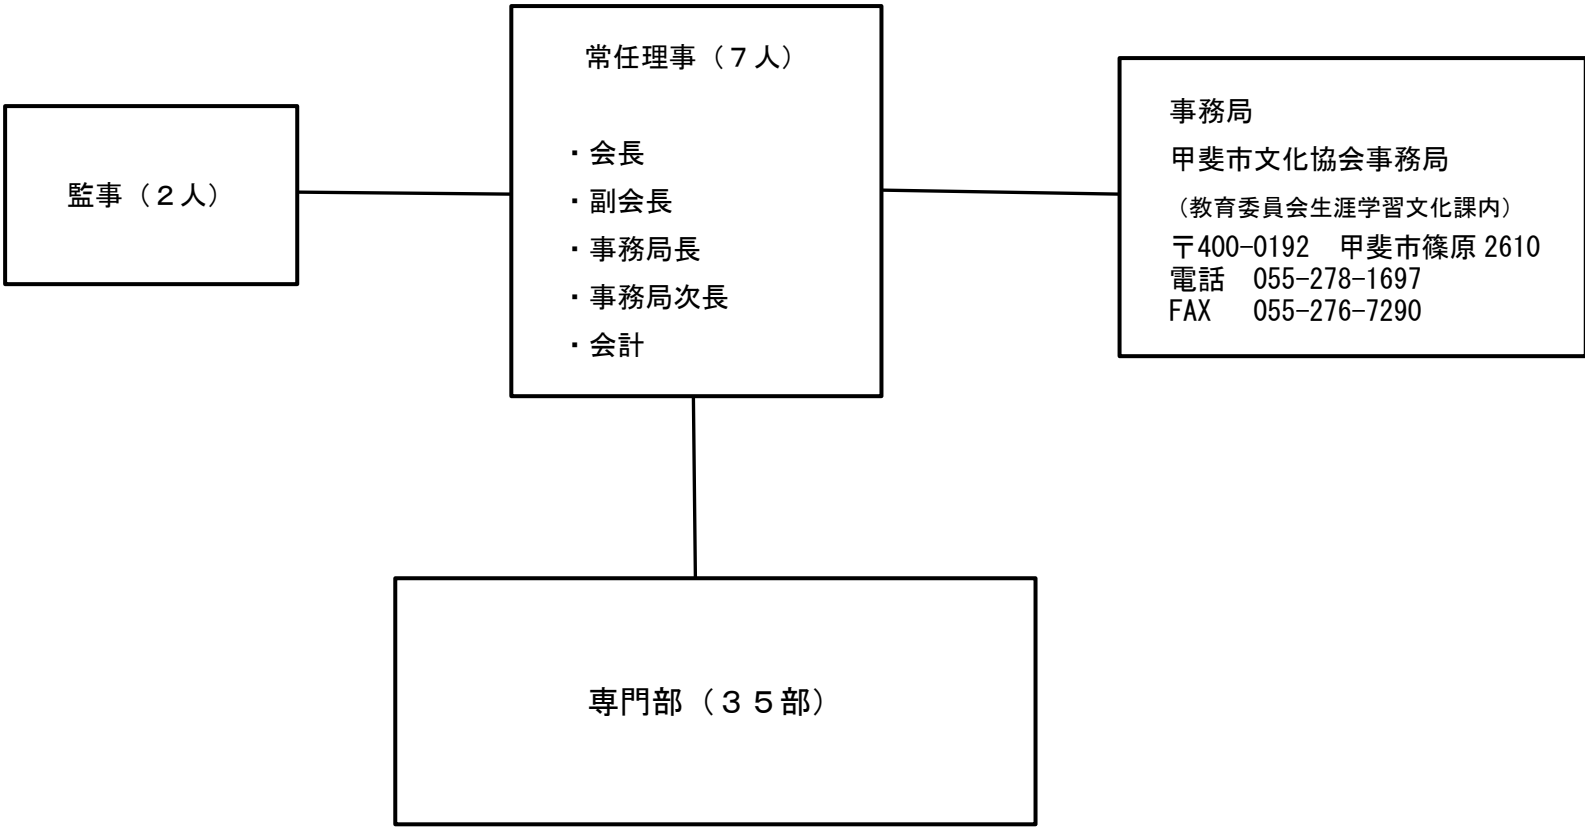 常任理事（７人）
・会長
・副会長
・事務局長
・事務局次長
・会計
監事（２人）
事務局
甲斐市文化協会事務局
（教育委員会生涯学習文化課内）
〒400-0192　甲斐市篠原 2610
電話　055-278-1697
FAX　 055-276-7290
専門部（３５部）